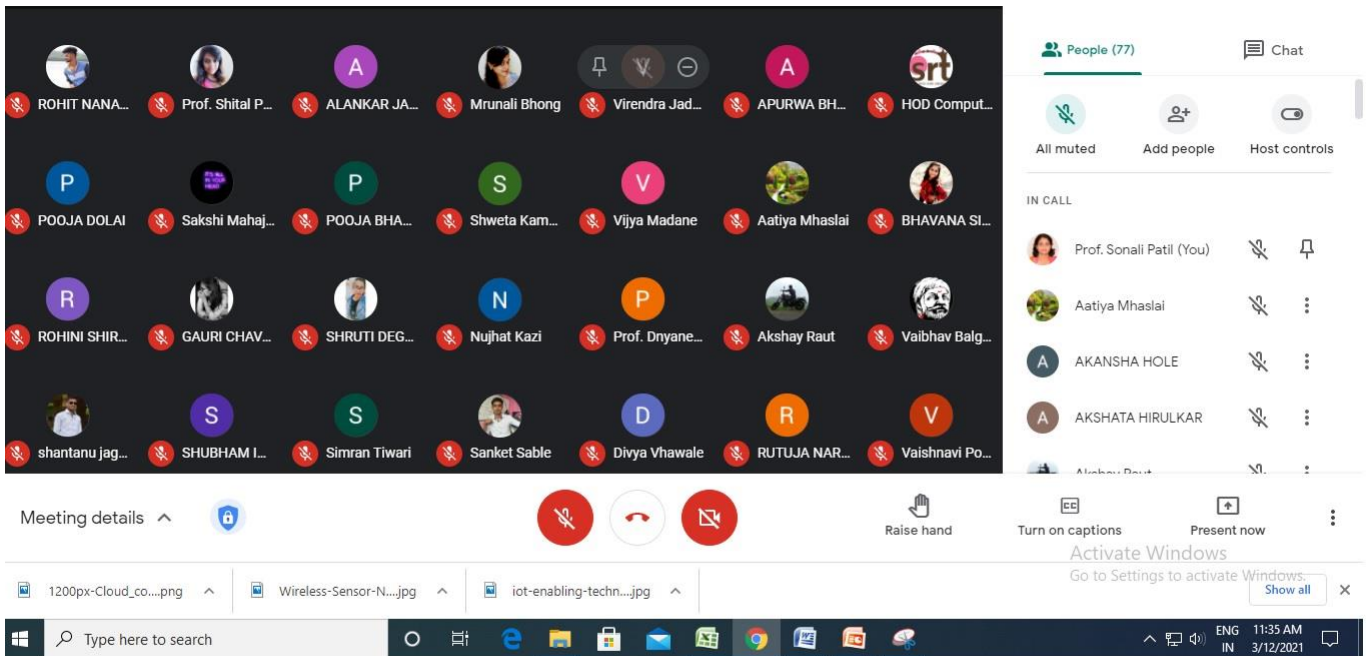 People (77) Chat
A A srt
ROHIT NANA... Prof. Shital P... ALANKAR JA... Mrunali Bhong Virendra Jad... APURWA BH... HOD Comput...
All muted Add people Host controls
P P S V
POOJA DOLAI Sakshi Mahaj... POOJA BHA... Shweta Kam... Vijya Madane Aatiya Mhaslai BHAVANA SI...
IN CALL
Prof. Sonali Patil (You)
R N P
ROHINI SHIR... GAURI CHAV... SHRUTI DEG... Nujhat Kazi Prof. Dnyane... Akshay Raut Vaibhav Balg...
Aatiya Mhaslai
A AKANSHA HOLE
S S D R V
shantanu jag... SHUBHAM I... Simran Tiwari Sanket Sable Divya Vhawale RUTUJA NAR... Vaishnavi Po...
A AKSHATA HIRULKAR
Akshay Raut
Meeting details
Raise hand Turn on captions Present now
Activate Windows
Go to Settings to activate Windows.
1200px-Cloud_co....png Wireless-Sensor-N....jpg iot-enabling-techn....jpg Show all
Type here to search
ENG 11:35 AM
IN 3/12/2021